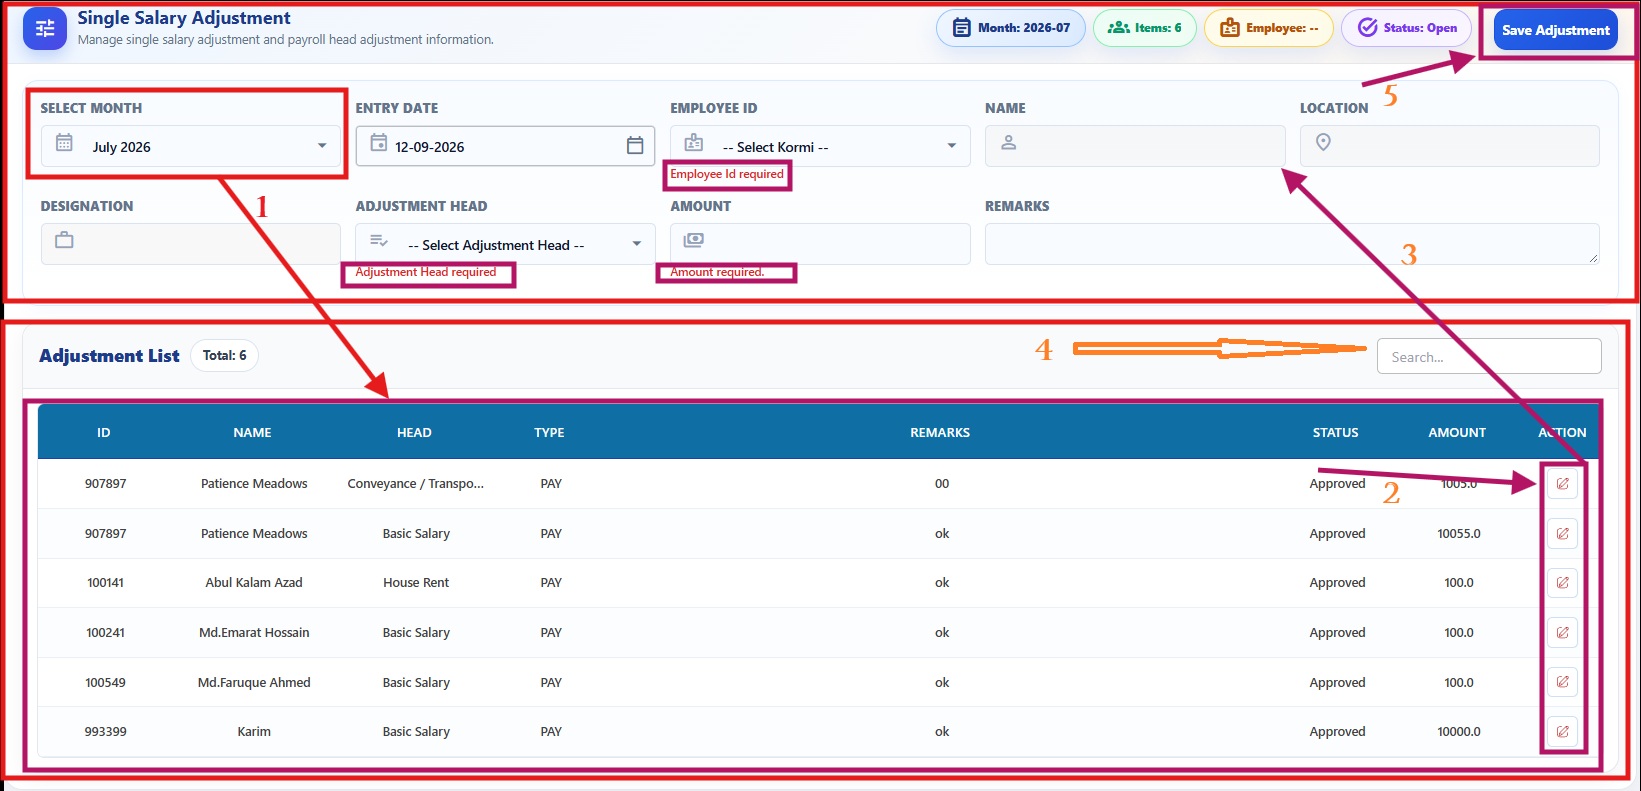 Single Salary Adjustment
Manage single salary adjustment and payroll head adjustment information.
Month: 2026-07 Items: 6 Employee: -- Status: Open Save Adjustment
5
SELECT MONTH ENTRY DATE EMPLOYEE ID NAME LOCATION
July 2026 12-09-2026 -- Select Kormi --
Employee Id required
1
DESIGNATION ADJUSTMENT HEAD AMOUNT REMARKS
-- Select Adjustment Head --
3
Adjustment Head required Amount required.
Adjustment List Total: 6 4 Search...
ID NAME HEAD TYPE REMARKS STATUS AMOUNT ACTION
907897 Patience Meadows Conveyance / Transpo... PAY 00 Approved 1005.0
2
907897 Patience Meadows Basic Salary PAY ok Approved 10055.0
100141 Abul Kalam Azad House Rent PAY ok Approved 100.0
100241 Md.Emarat Hossain Basic Salary PAY ok Approved 100.0
100549 Md.Faruque Ahmed Basic Salary PAY ok Approved 100.0
993399 Karim Basic Salary PAY ok Approved 10000.0